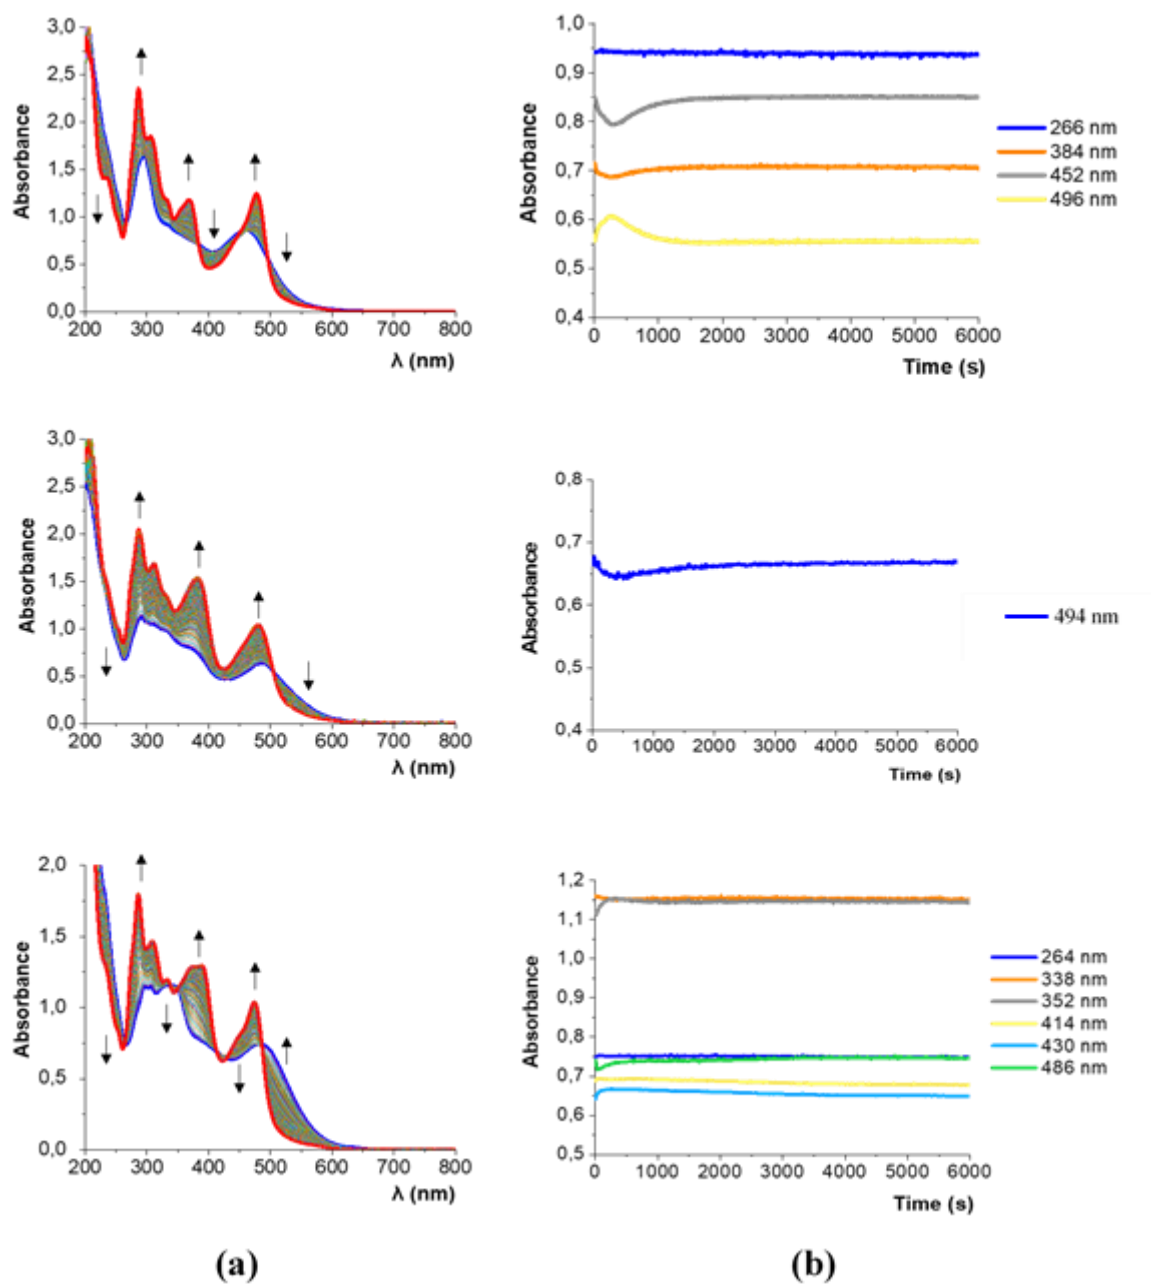 3,0
2,5
2,0
1,5
1,0
0,5
0,0
Absorbance
200 300 400 500 600 700 800
λ (nm)
1,0
0,9
0,8
0,7
0,6
0,5
0,4
Absorbance
0 1000 2000 3000 4000 5000 6000
Time (s)
266 nm
384 nm
452 nm
496 nm
3,0
2,5
2,0
1,5
1,0
0,5
0,0
Absorbance
200 300 400 500 600 700 800
λ (nm)
0,8
0,7
0,6
0,5
0,4
Absorbance
0 1000 2000 3000 4000 5000 6000
Time (s)
494 nm
2,0
1,5
1,0
0,5
0,0
Absorbance
200 300 400 500 600 700 800
λ (nm)
1,2
1,1
1,0
0,9
0,8
0,7
0,6
0,5
Absorbance
0 1000 2000 3000 4000 5000 6000
Time (s)
264 nm
338 nm
352 nm
414 nm
430 nm
486 nm
(a) (b)